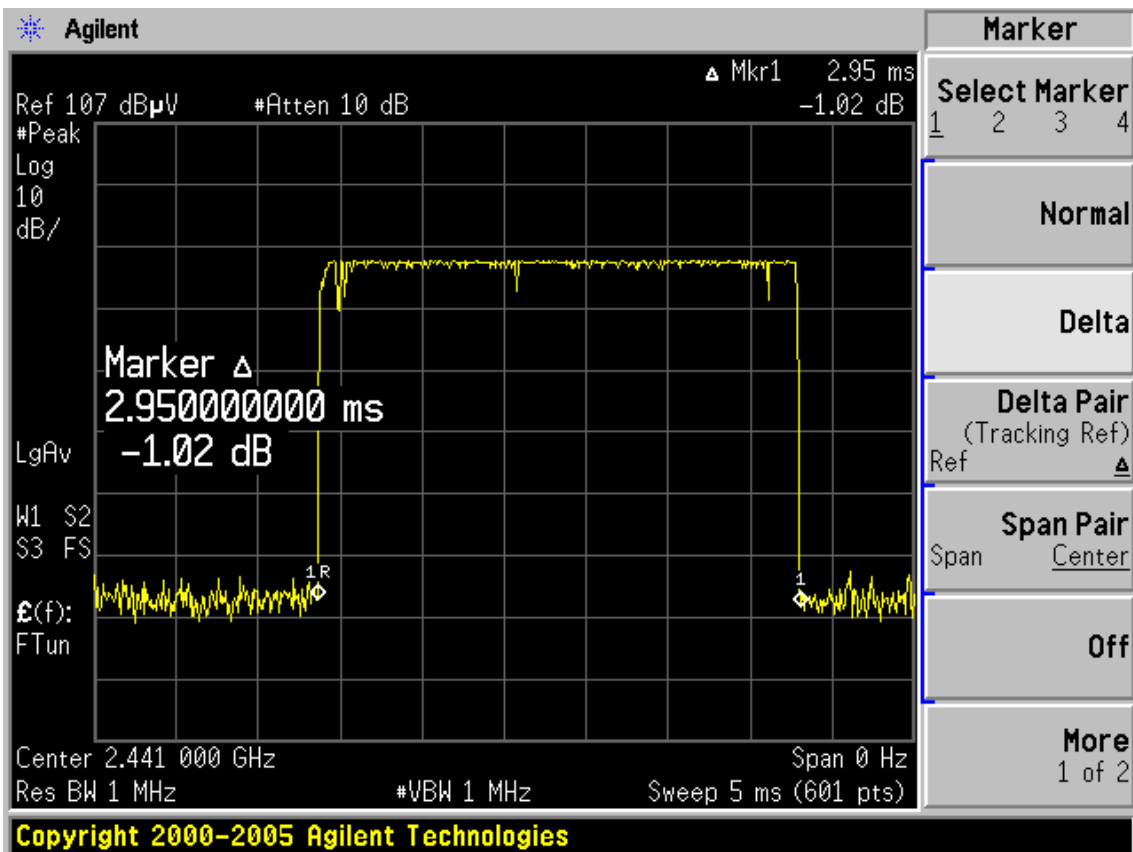 Agilent
Δ Mkr1 2.95 ms
Ref 107 dBµV #Atten 10 dB -1.02 dB
#Peak
Log
10
dB/
Marker Δ
2.950000000 ms
-1.02 dB
LgAv
W1 S2
S3 FS
£(f):
FTun
1R
1
Center 2.441 000 GHz Span 0 Hz
Res BW 1 MHz #VBW 1 MHz Sweep 5 ms (601 pts)
Copyright 2000-2005 Agilent Technologies
Marker
Select Marker
1 2 3 4
Normal
Delta
Delta Pair
(Tracking Ref)
Ref Δ
Span Pair
Span Center
Off
More
1 of 2